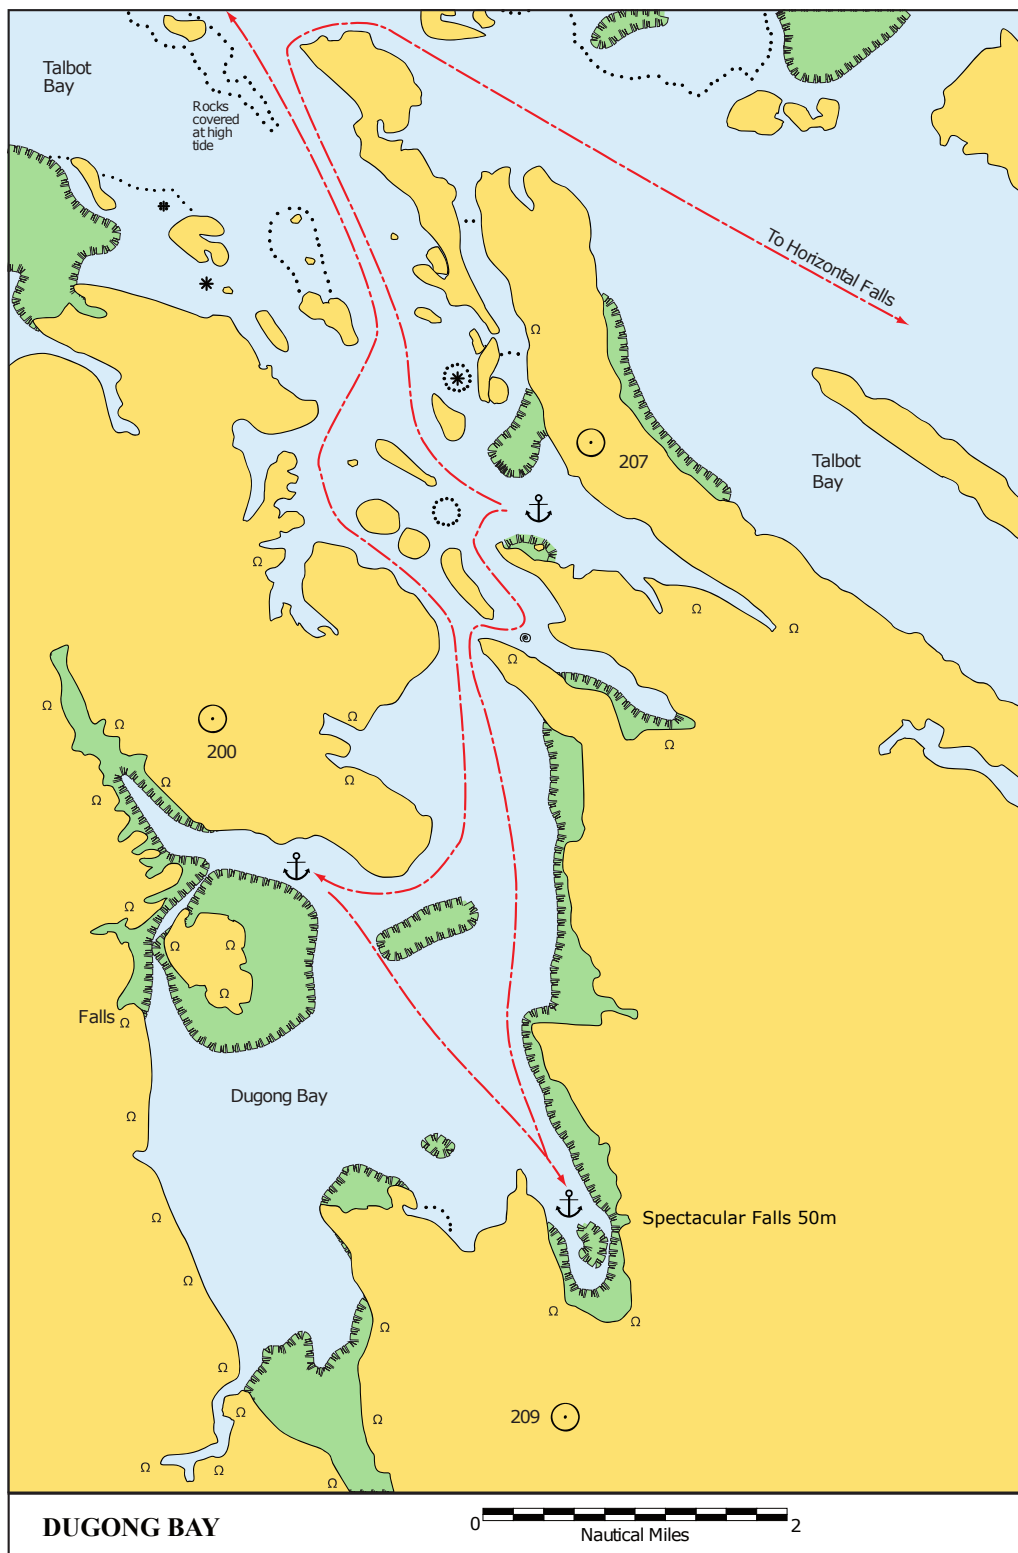 Talbot
Bay
Rocks
covered
at high
tide
To Horizontal Falls
207
Talbot
Bay
200
Falls
Dugong Bay
Spectacular Falls 50m
209
DUGONG BAY
0
2
Nautical Miles